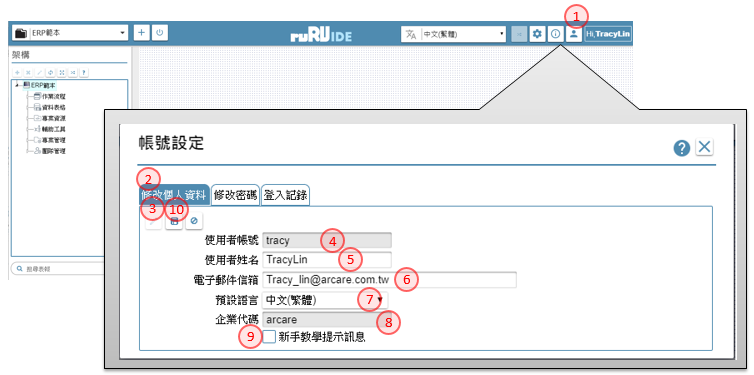 1
ERP範本
ruRU IDE
中文(繁體)
Hi,TracyLin
架構
ERP範本
作業流程
資料表格
專案資源
輔助工具
專案管理
團隊管理
搜尋表報
帳號設定
2
修改個人資料 修改密碼 登入記錄
3 10
使用者帳號 tracy 4
使用者姓名 TracyLin 5
電子郵件信箱 Tracy_lin@arcare.com.tw 6
預設語言 中文(繁體) 7
企業代碼 arcare 8
9 新手教學提示訊息